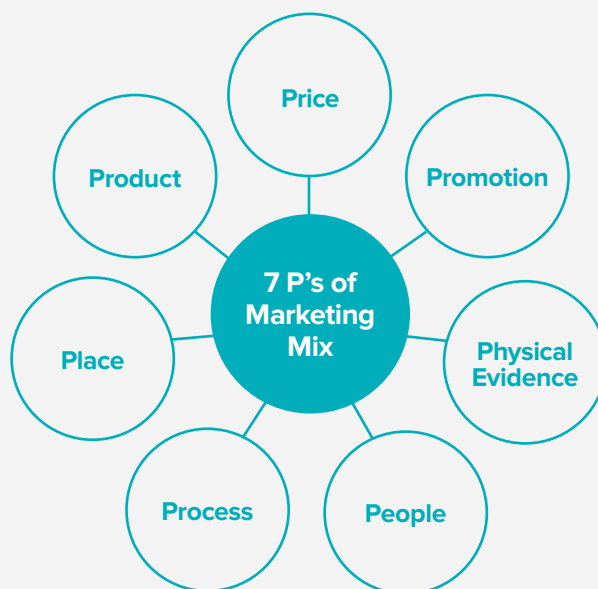 Price
Promotion
Physical
Evidence
People
Process
Place
Product
7 P’s of
Marketing
Mix